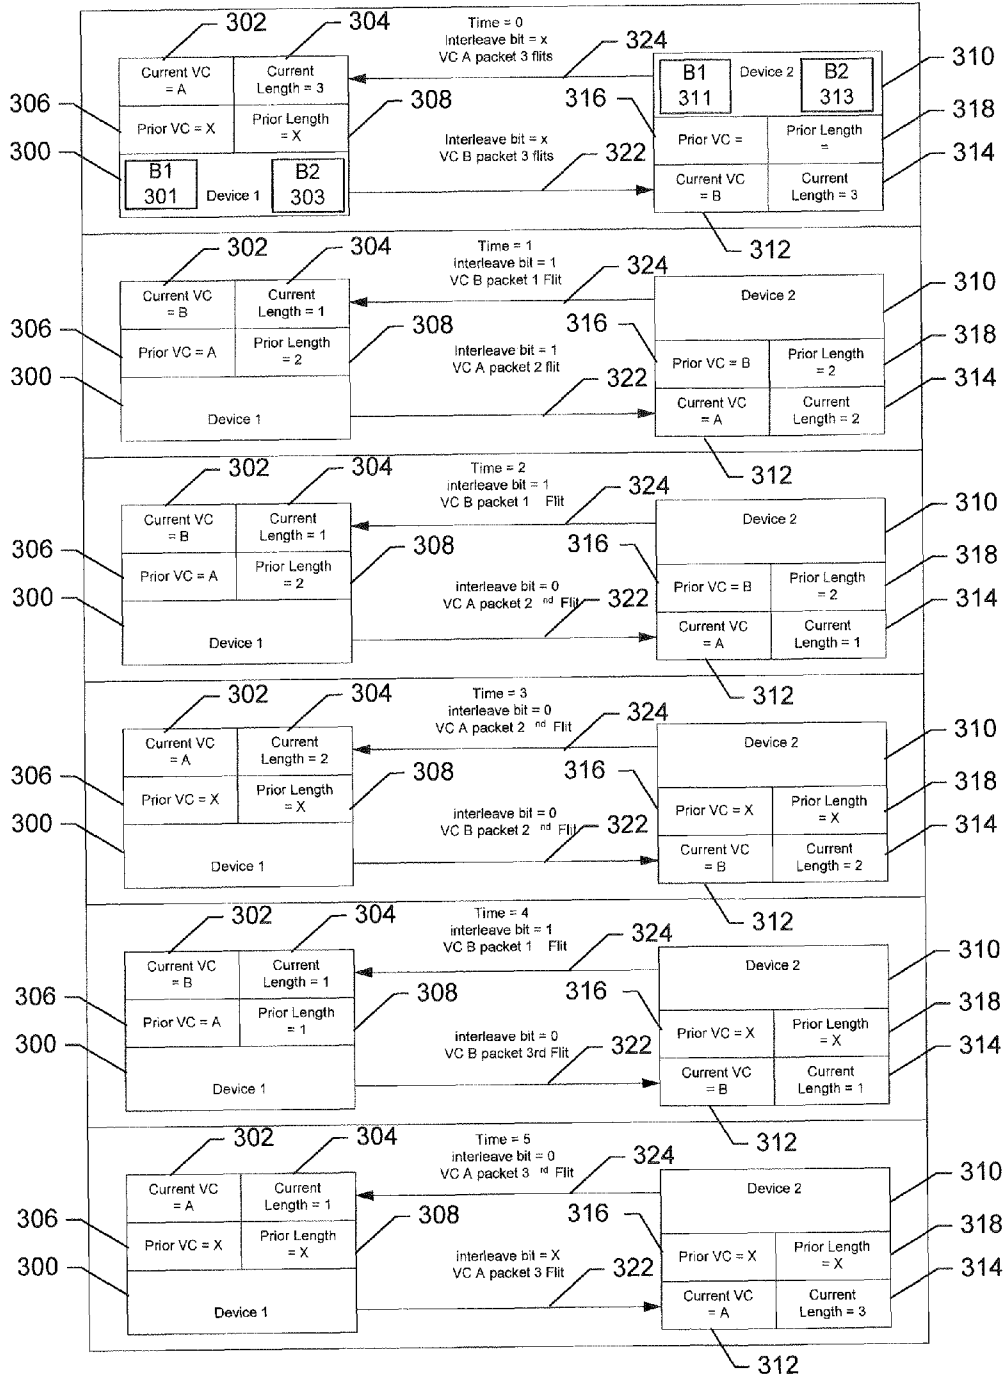 302
304
Time = 0
Interleave bit = x
VC A packet 3 flits
324
310
Current VC
= A
Current
Length = 3
B1
311
Device 2
B2
313
306
308
316
318
Prior VC = X
Prior Length
= X
Interleave bit = x
VC B packet 3 flits
Prior VC =
Prior Length
=
300
322
314
B1
301
Device 1
B2
303
Current VC
= B
Current
Length = 3
312
302
304
Time = 1
interleave bit = 1
VC B packet 1 Flit
324
310
Current VC
= B
Current
Length = 1
Device 2
306
308
316
318
Prior VC = A
Prior Length
= 2
Interleave bit = 1
VC A packet 2 flit
Prior VC = B
Prior Length
= 2
300
322
314
Device 1
Current VC
= A
Current
Length = 2
312
302
304
Time = 2
interleave bit = 1
VC B packet 1 Flit
324
310
Current VC
= B
Current
Length = 1
Device 2
306
308
316
318
Prior VC = A
Prior Length
= 2
interleave bit = 0
VC A packet 2 nd Flit
Prior VC = B
Prior Length
= 2
300
322
314
Device 1
Current VC
= A
Current
Length = 1
312
302
304
Time = 3
interleave bit = 0
VC A packet 2 nd Flit
324
310
Current VC
= A
Current
Length = 2
Device 2
306
308
316
318
Prior VC = X
Prior Length
= X
interleave bit = 0
VC B packet 2 nd Flit
Prior VC = X
Prior Length
= X
300
322
314
Device 1
Current VC
= B
Current
Length = 2
312
302
304
Time = 4
interleave bit = 1
VC B packet 1 Flit
324
310
Current VC
= B
Current
Length = 1
Device 2
306
308
316
318
Prior VC = A
Prior Length
= 1
interleave bit = 0
VC B packet 3rd Flit
Prior VC = X
Prior Length
= X
300
322
314
Device 1
Current VC
= B
Current
Length = 1
312
302
304
Time = 5
interleave bit = 0
VC A packet 3 rd Flit
324
310
Current VC
= A
Current
Length = 1
Device 2
306
308
316
318
Prior VC = X
Prior Length
= X
interleave bit = X
VC A packet 3 Flit
Prior VC = X
Prior Length
= X
300
322
314
Device 1
Current VC
= A
Current
Length = 3
312